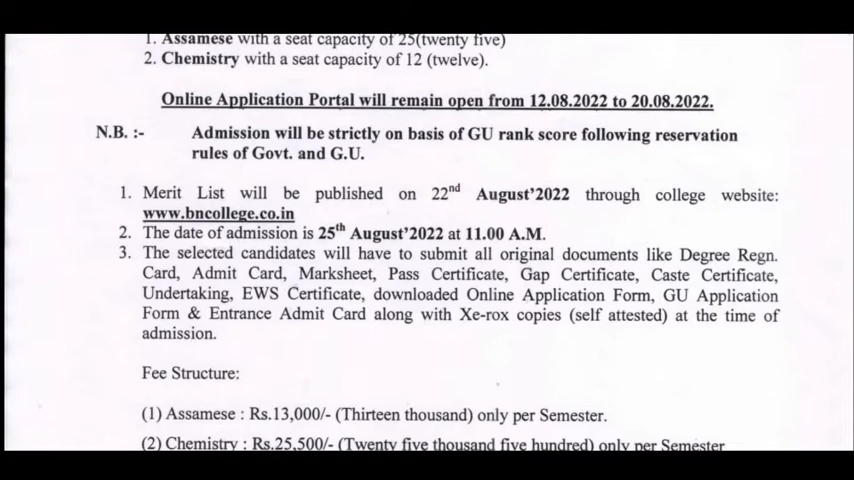 1. Assamese with a seat capacity of 25(twenty five)
2. Chemistry with a seat capacity of 12 (twelve).
Online Application Portal will remain open from 12.08.2022 to 20.08.2022.
N.B. :- Admission will be strictly on basis of GU rank score following reservation
rules of Govt. and G.U.
1. Merit List will be published on 22nd August'2022 through college website:
www.bncollege.co.in
2. The date of admission is 25th August'2022 at 11.00 A.M.
3. The selected candidates will have to submit all original documents like Degree Regn.
Card, Admit Card, Marksheet, Pass Certificate, Gap Certificate, Caste Certificate,
Undertaking, EWS Certificate, downloaded Online Application Form, GU Application
Form & Entrance Admit Card along with Xe-rox copies (self attested) at the time of
admission.
Fee Structure:
(1) Assamese : Rs.13,000/- (Thirteen thousand) only per Semester.
(2) Chemistry : Rs.25,500/- (Twenty five thousand five hundred) only per Semester